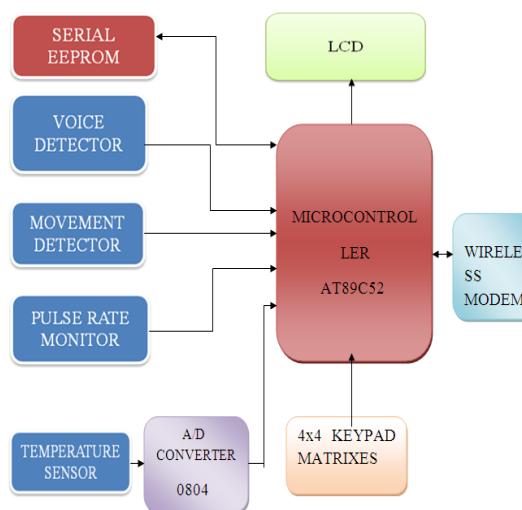 SERIAL
EEPROM
LCD
VOICE
DETECTOR
MOVEMENT
DETECTOR
MICROCONTROL
LER
AT89C52
WIRELE
SS
MODEM
PULSE RATE
MONITOR
TEMPERATURE
SENSOR
A/D
CONVERTER
0804
4x4 KEYPAD
MATRIXES